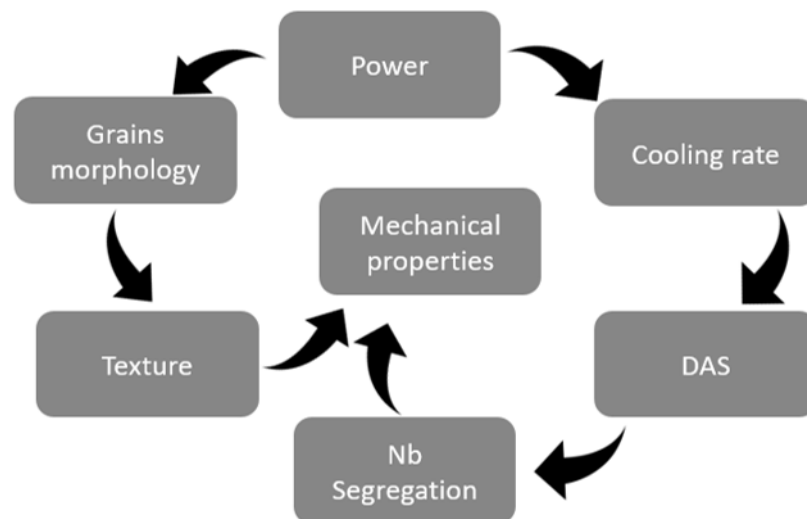 Power
Grains
morphology
Cooling rate
Mechanical
properties
Texture
DAS
Nb
Segregation